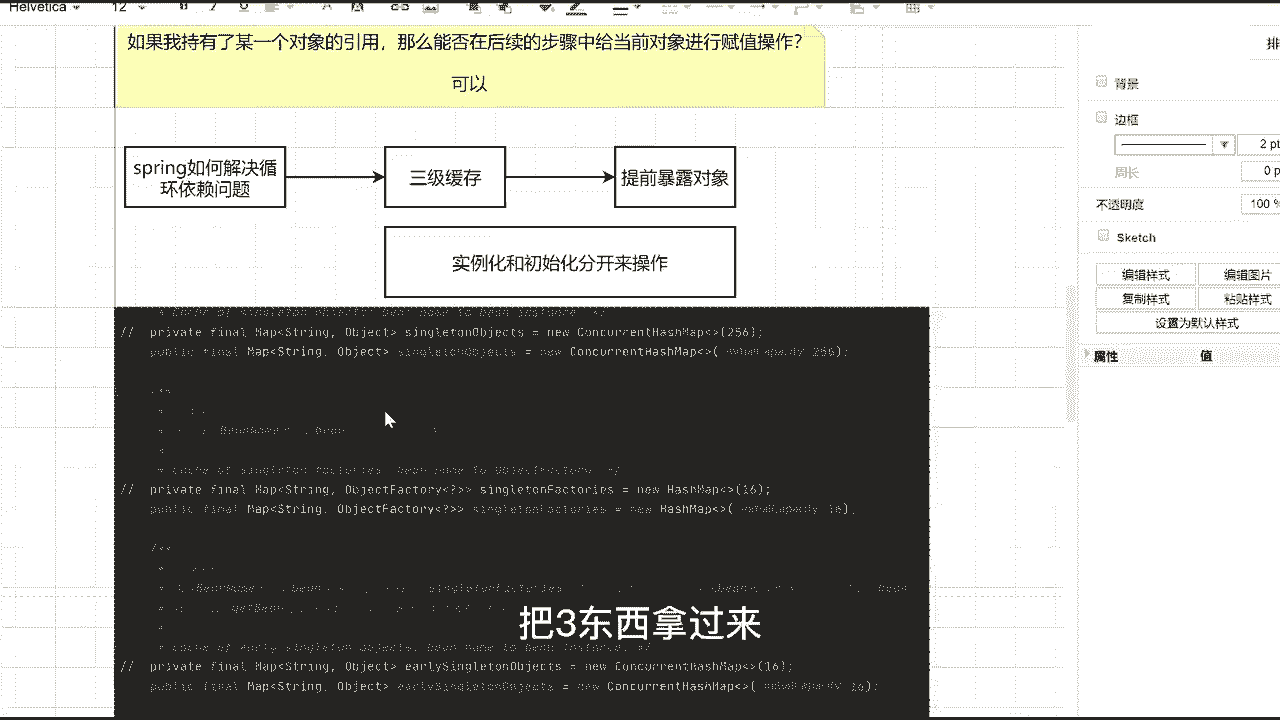 Helvetica
12
如果我持有了某一个对象的引用，那么能否在后续的步骤中给当前对象进行赋值操作？
可以
spring如何解决循
环依赖问题
三级缓存
提前暴露对象
实例化和初始化分开来操作
// private final Map<String, Object> singletonObjects = new ConcurrentHashMap<>(256);
public final Map<String, Object> singletonObjects = new ConcurrentHashMap<>( 256);
/**
* cache of singleton factories: bean name to ObjectFactory. */
// private final Map<String, ObjectFactory<?>> singletonFactories = new HashMap<>(16);
public final Map<String, ObjectFactory<?>> singletonFactories = new HashMap<>( 16);
/**
// private final Map<String, Object> earlySingletonObjects = new ConcurrentHashMap<>(16);
public final Map<String, Object> earlySingletonObjects = new ConcurrentHashMap<>( 16);
把3东西拿过来
排
背景
边框
2 pt
周长
0 p
不透明度
100 %
Sketch
编辑样式
编辑图片
复制样式
粘贴样式
设置为默认样式
属性
值